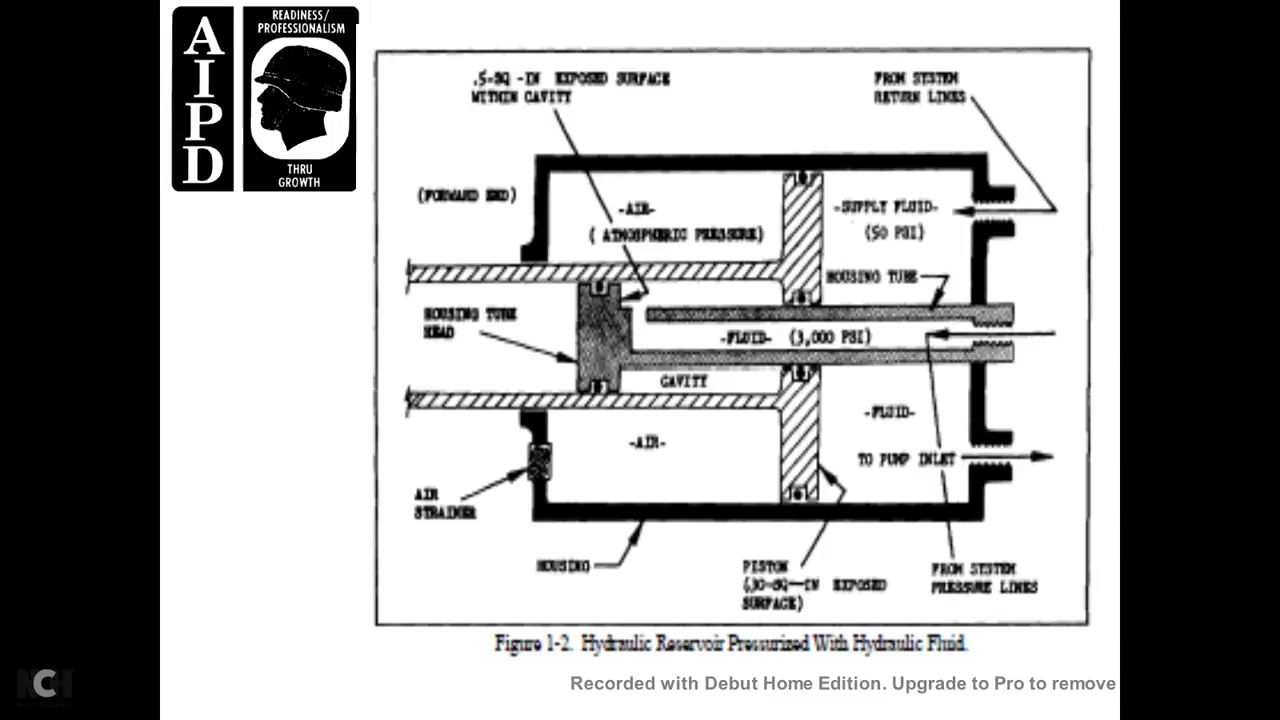 AIPD
READINESS/
PROFESSIONALISM
THRU
GROWTH
.5-SQ -IN EXPOSED SURFACE
WITHIN CAVITY
FROM SYSTEM
RETURN LINES
(FORWARD END)
-AIR-
( ATMOSPHERIC PRESSURE)
-SUPPLY FLUID-
(50 PSI)
HOUSING TUBE
HOUSING TUBE
HEAD
-FLUID- (3,000 PSI)
CAVITY
-FLUID-
-AIR-
TO PUMP INLET
AIR
STRAINER
HOUSING
PISTON
(30-SQ-IN EXPOSED
SURFACE)
FROM SYSTEM
PRESSURE LINES
Figure 1-2. Hydraulic Reservoir Pressurized With Hydraulic Fluid.
NCH
Recorded with Debut Home Edition. Upgrade to Pro to remove